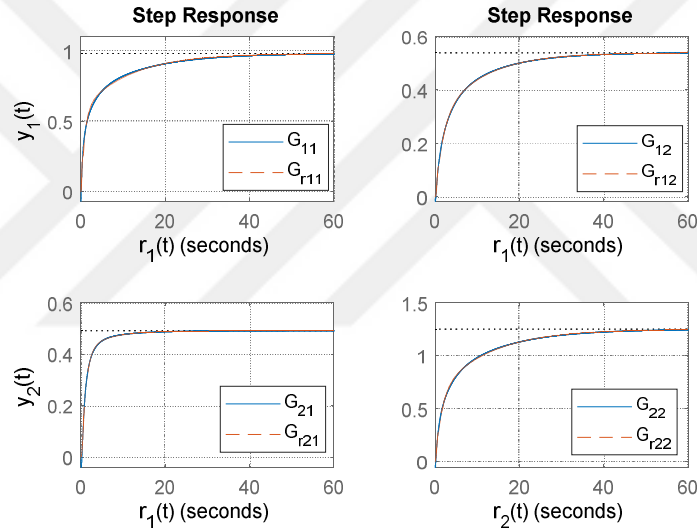 Step Response
y1(t)
1
0.5
0
G11
Gr11
0 20 40 60
r1(t) (seconds)
Step Response
0.6
0.4
0.2
0
G12
Gr12
0 20 40 60
r1(t) (seconds)
y2(t)
0.6
0.4
0.2
0
G21
Gr21
0 20 40 60
r1(t) (seconds)
1.5
1
0.5
0
G22
Gr22
0 20 40 60
r2(t) (seconds)